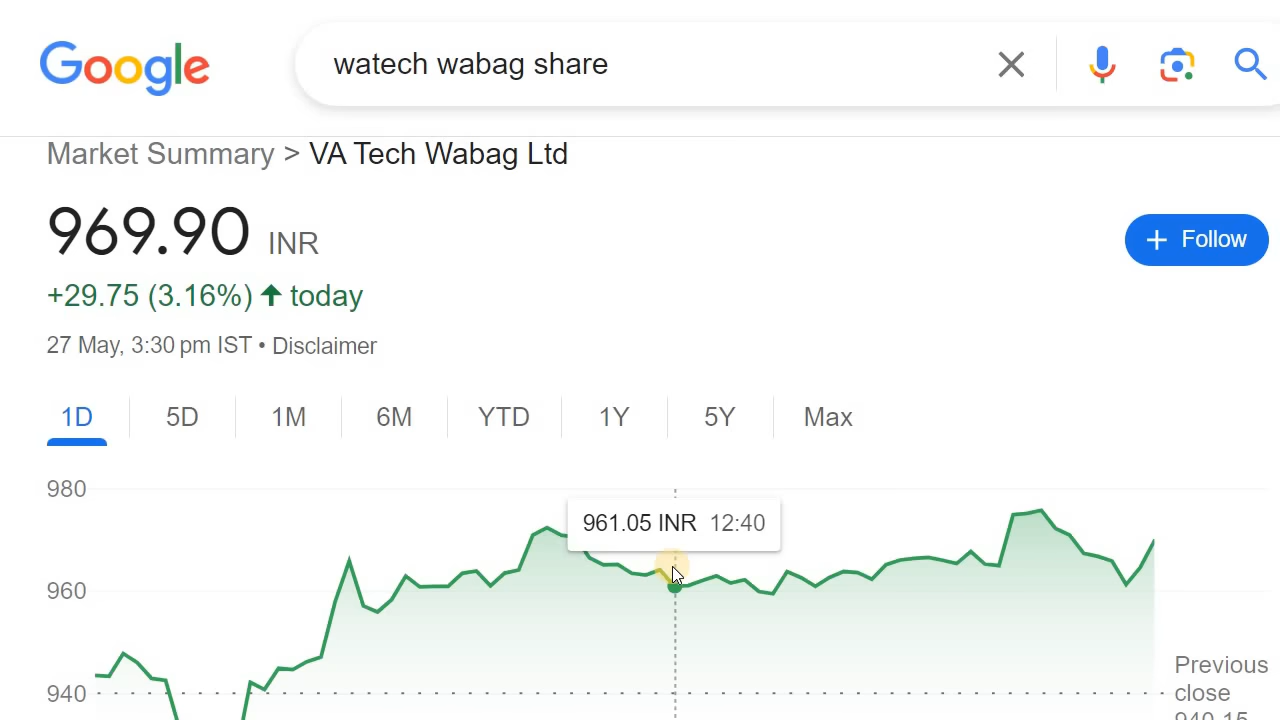 Google
watech wabag share
Market Summary > VA Tech Wabag Ltd
969.90 INR
+ Follow
+29.75 (3.16%) ↑ today
27 May, 3:30 pm IST • Disclaimer
1D 5D 1M 6M YTD 1Y 5Y Max
980
961.05 INR 12:40
960
Previous
940
close
940.15